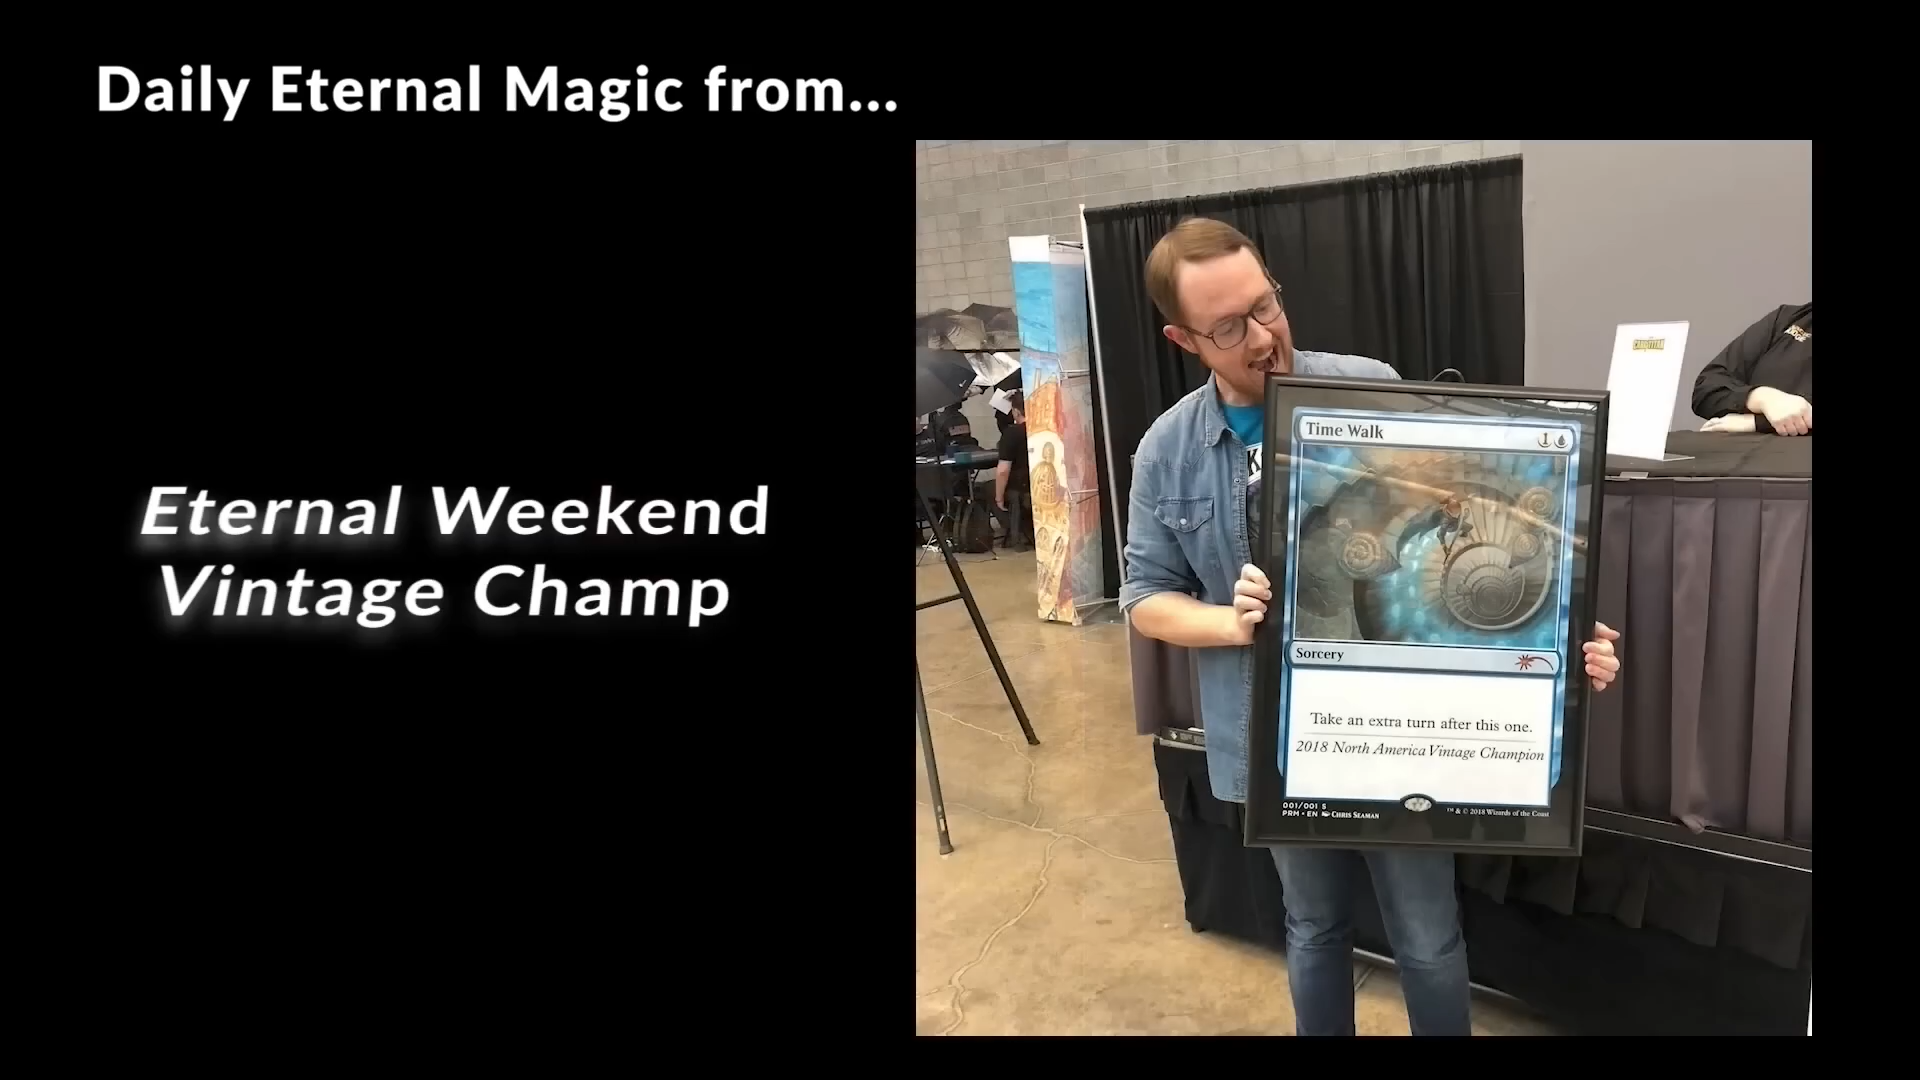 Daily Eternal Magic from...
Eternal Weekend
Vintage Champ
Time Walk 1
Sorcery
Take an extra turn after this one.
2018 North America Vintage Champion
001/001 S
PRM • EN Chris Seaman
™ & © 2018 Wizards of the Coast